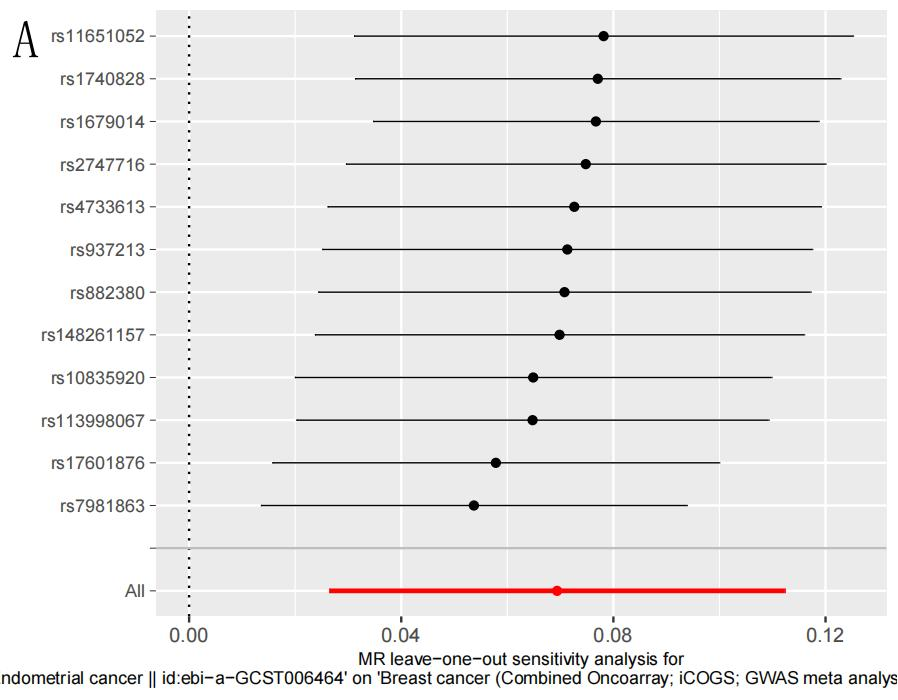 A
rs11651052
rs1740828
rs1679014
rs2747716
rs4733613
rs937213
rs882380
rs148261157
rs10835920
rs113998067
rs17601876
rs7981863
All
0.00 0.04 0.08 0.12
MR leave−one−out sensitivity analysis for
ndometrial cancer || id:ebi−a−GCST006464' on 'Breast cancer (Combined Oncoarray; iCOGS; GWAS meta analys